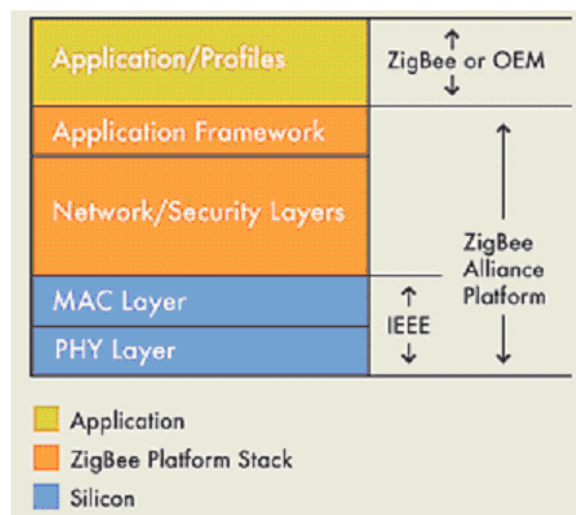 Application/Profiles
ZigBee or OEM
Application Framework
Network/Security Layers
ZigBee
Alliance
Platform
MAC Layer
IEEE
PHY Layer
Application
ZigBee Platform Stack
Silicon